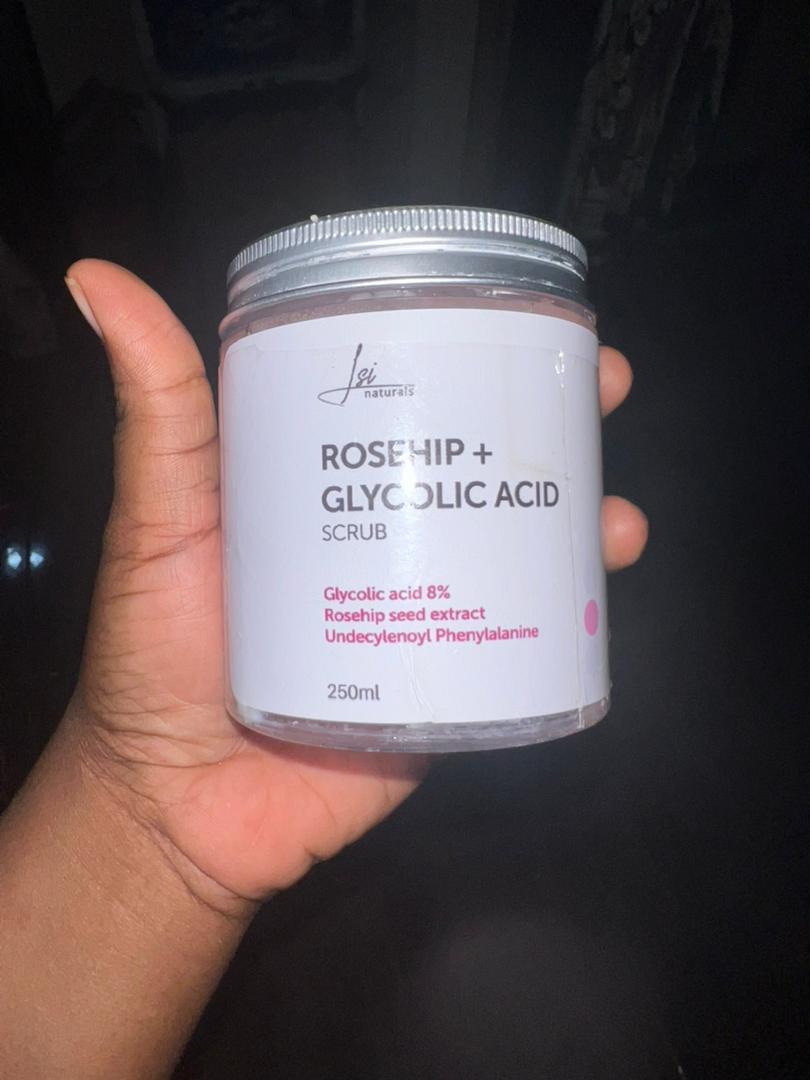 Isi
naturals
ROSEHIP +
GLYCOLIC ACID
SCRUB
Glycolic acid 8%
Rosehip seed extract
Undecylenoyl Phenylalanine
250ml